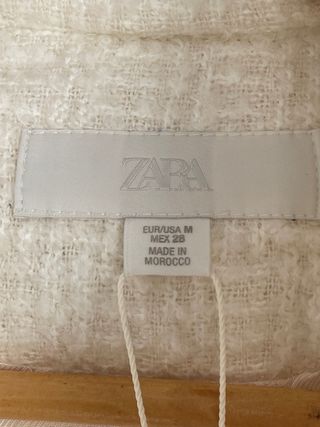 ZARA
EUR/USA M
MEX 28
MADE IN
MOROCCO